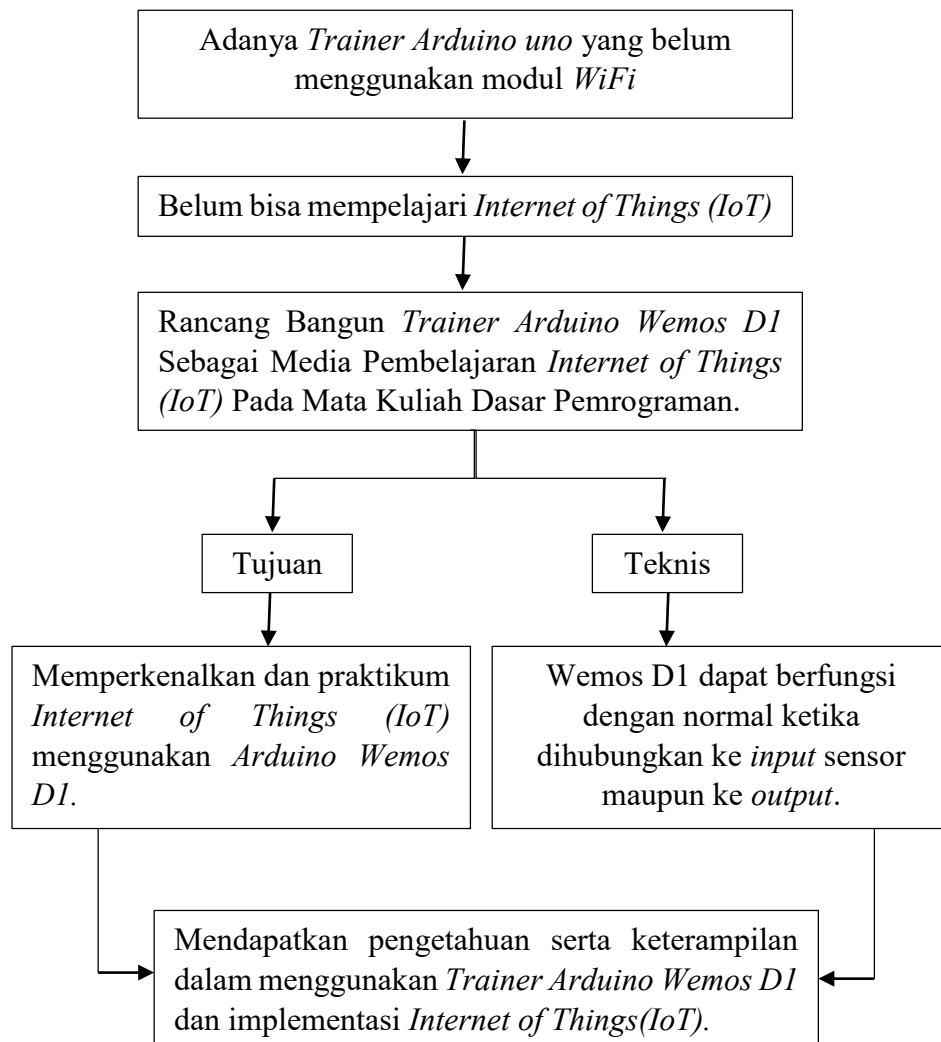 Adanya Trainer Arduino uno yang belum
menggunakan modul WiFi
Belum bisa mempelajari Internet of Things (IoT)
Rancang Bangun Trainer Arduino Wemos D1
Sebagai Media Pembelajaran Internet of Things
(IoT) Pada Mata Kuliah Dasar Pemrograman.
Tujuan
Teknis
Memperkenalkan dan praktikum
Internet of Things (IoT)
menggunakan Arduino Wemos
D1.
Wemos D1 dapat berfungsi
dengan normal ketika
dihubungkan ke input sensor
maupun ke output.
Mendapatkan pengetahuan serta keterampilan
dalam menggunakan Trainer Arduino Wemos D1
dan implementasi Internet of Things(IoT).